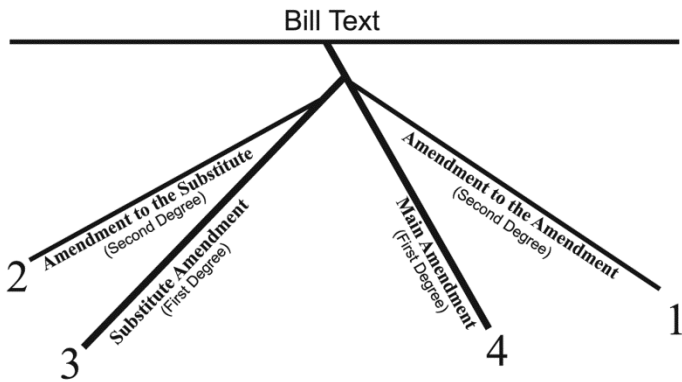 Bill Text
Amendment to the Substitute
(Second Degree)
2
Substitute Amendment
(First Degree)
3
Main Amendment
(First Degree)
4
Amendment to the Amendment
(Second Degree)
1